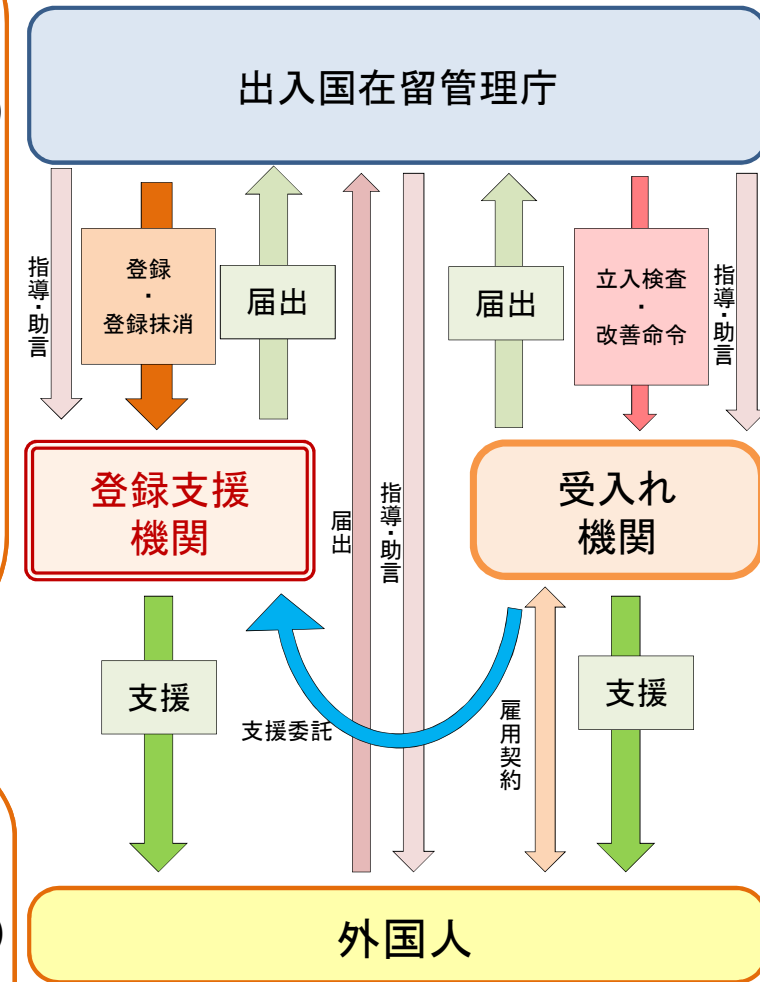 出入国在留管理庁
指導・助言
登録
・
登録抹消
届出
届出
指導・助言
届出
立入検査
・
改善命令
指導・助言
登録支援
機関
受入れ
機関
支援
支援委託
雇用契約
支援
外国人